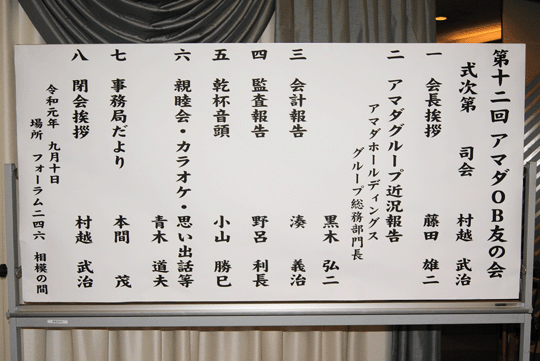 第十二回 アマダOB友の会
式次第 司会 村越 武治
一 会長挨拶 藤田 雄二
二 アマダグループ近況報告
アマダホールディングス
グループ総務部門長
黒木 弘二
三 会計報告 湊 義治
四 監査報告 野呂 利長
五 乾杯音頭 小山 勝巳
六 親睦会・カラオケ・思い出話等
青木 道夫
七 事務局だより 本間 茂
八 閉会挨拶 村越 武治
令和元年 九月十日
場所 フォーラム二四六 相模の間